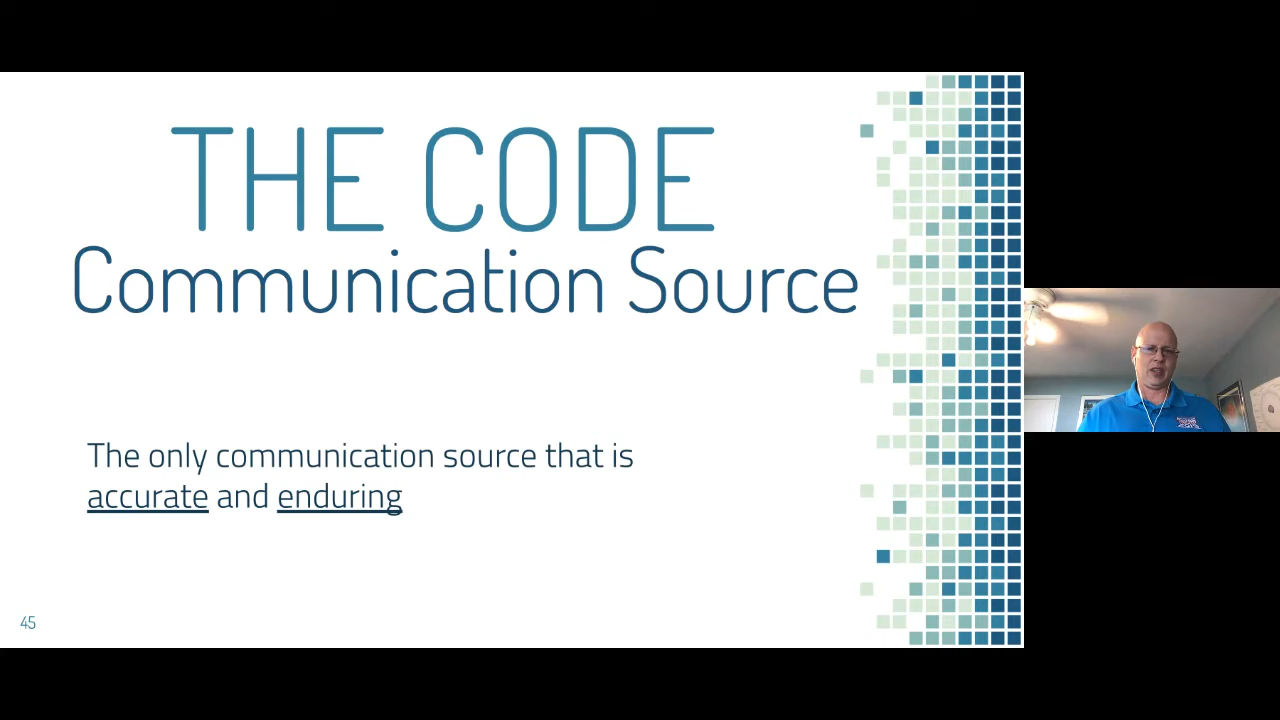 THE CODE
Communication Source
The only communication source that is
accurate and enduring
45